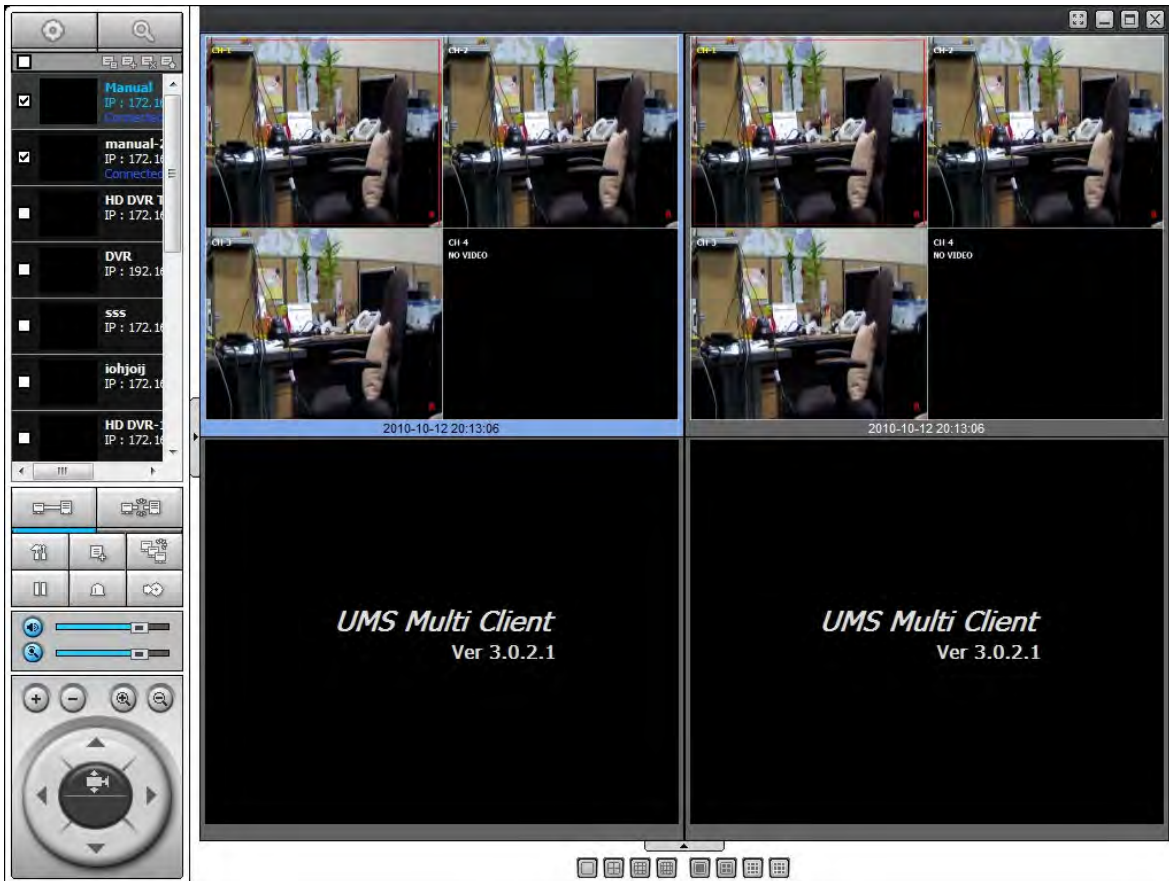 Manual
IP : 172.16
Connected
manual-2
IP : 172.16
Connected
HD DVR T
IP : 172.16
DVR
IP : 192.16
sss
IP : 172.16
iohjoij
IP : 172.16
HD DVR-1
IP : 172.16
CH-1
CH-2
CH-3
CH 4
NO VIDEO
2010-10-12 20:13:06
CH-1
CH-2
CH-3
CH 4
NO VIDEO
2010-10-12 20:13:06
UMS Multi Client
Ver 3.0.2.1
UMS Multi Client
Ver 3.0.2.1